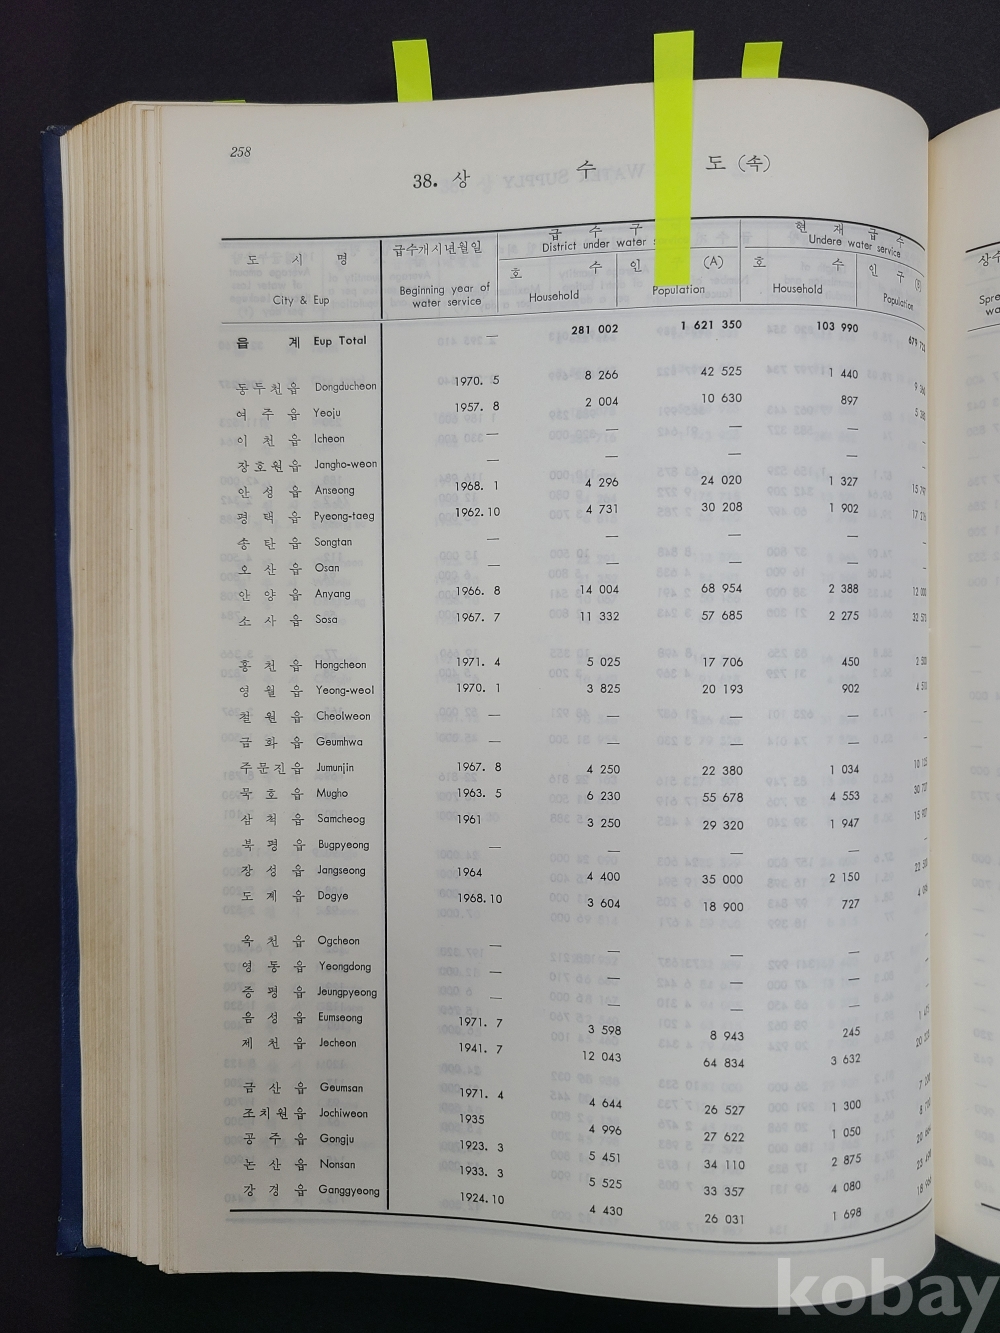 258
38. 상 수 도 (속)
도 시 명
City & Eup
급수개시년월일
Beginning year of water service
급 수 구
District under water
호 수
Household
인 (A)
Population
현 재 급 수
Undere water service
호 수
Household
인 구 (B)
Population
상수
Spre
wa
읍 계 Eup Total — 281 002 1 621 350 103 990
동두천읍 Dongducheon 1970. 5 8 266 42 525 1 440
여 주 읍 Yeoju 1957. 8 2 004 10 630 897
이 천 읍 Icheon — — — — —
장호원읍 Jangho-weon — — — — —
안 성 읍 Anseong 1968. 1 4 296 24 020 1 327
평 택 읍 Pyeong-taeg 1962.10 4 731 30 208 1 902
송 탄 읍 Songtan — — — — —
오 산 읍 Osan — — — — —
안 양 읍 Anyang 1966. 8 14 004 68 954 2 388
소 사 읍 Sosa 1967. 7 11 332 57 685 2 275
홍 천 읍 Hongcheon 1971. 4 5 025 17 706 450
영 월 읍 Yeong-weol 1970. 1 3 825 20 193 902
철 원 읍 Cheolweon — — — — —
금 화 읍 Geumhwa — — — — —
주문진읍 Jumunjin 1967. 8 4 250 22 380 1 034
묵 호 읍 Mugho 1963. 5 6 230 55 678 4 553
삼 척 읍 Samcheog 1961 3 250 29 320 1 947
북 평 읍 Bugpyeong — — — — —
장 성 읍 Jangseong 1964 4 400 35 000 2 150
도 계 읍 Dogye 1968.10 3 604 18 900 727
옥 천 읍 Ogcheon — — — — —
영 동 읍 Yeongdong — — — — —
증 평 읍 Jeungpyeong — — — — —
음 성 읍 Eumseong 1971. 7 3 598 8 943 245
제 천 읍 Jecheon 1941. 7 12 043 64 834 3 632
금 산 읍 Geumsan 1971. 4 4 644 26 527 1 300
조치원읍 Jochiweon 1935 4 996 27 622 1 050
공 주 읍 Gongju 1923. 3 5 451 34 110 2 875
논 산 읍 Nonsan 1933. 3 5 525 33 357 4 080
강 경 읍 Ganggyeong 1924.10 4 430 26 031 1 698
kobay